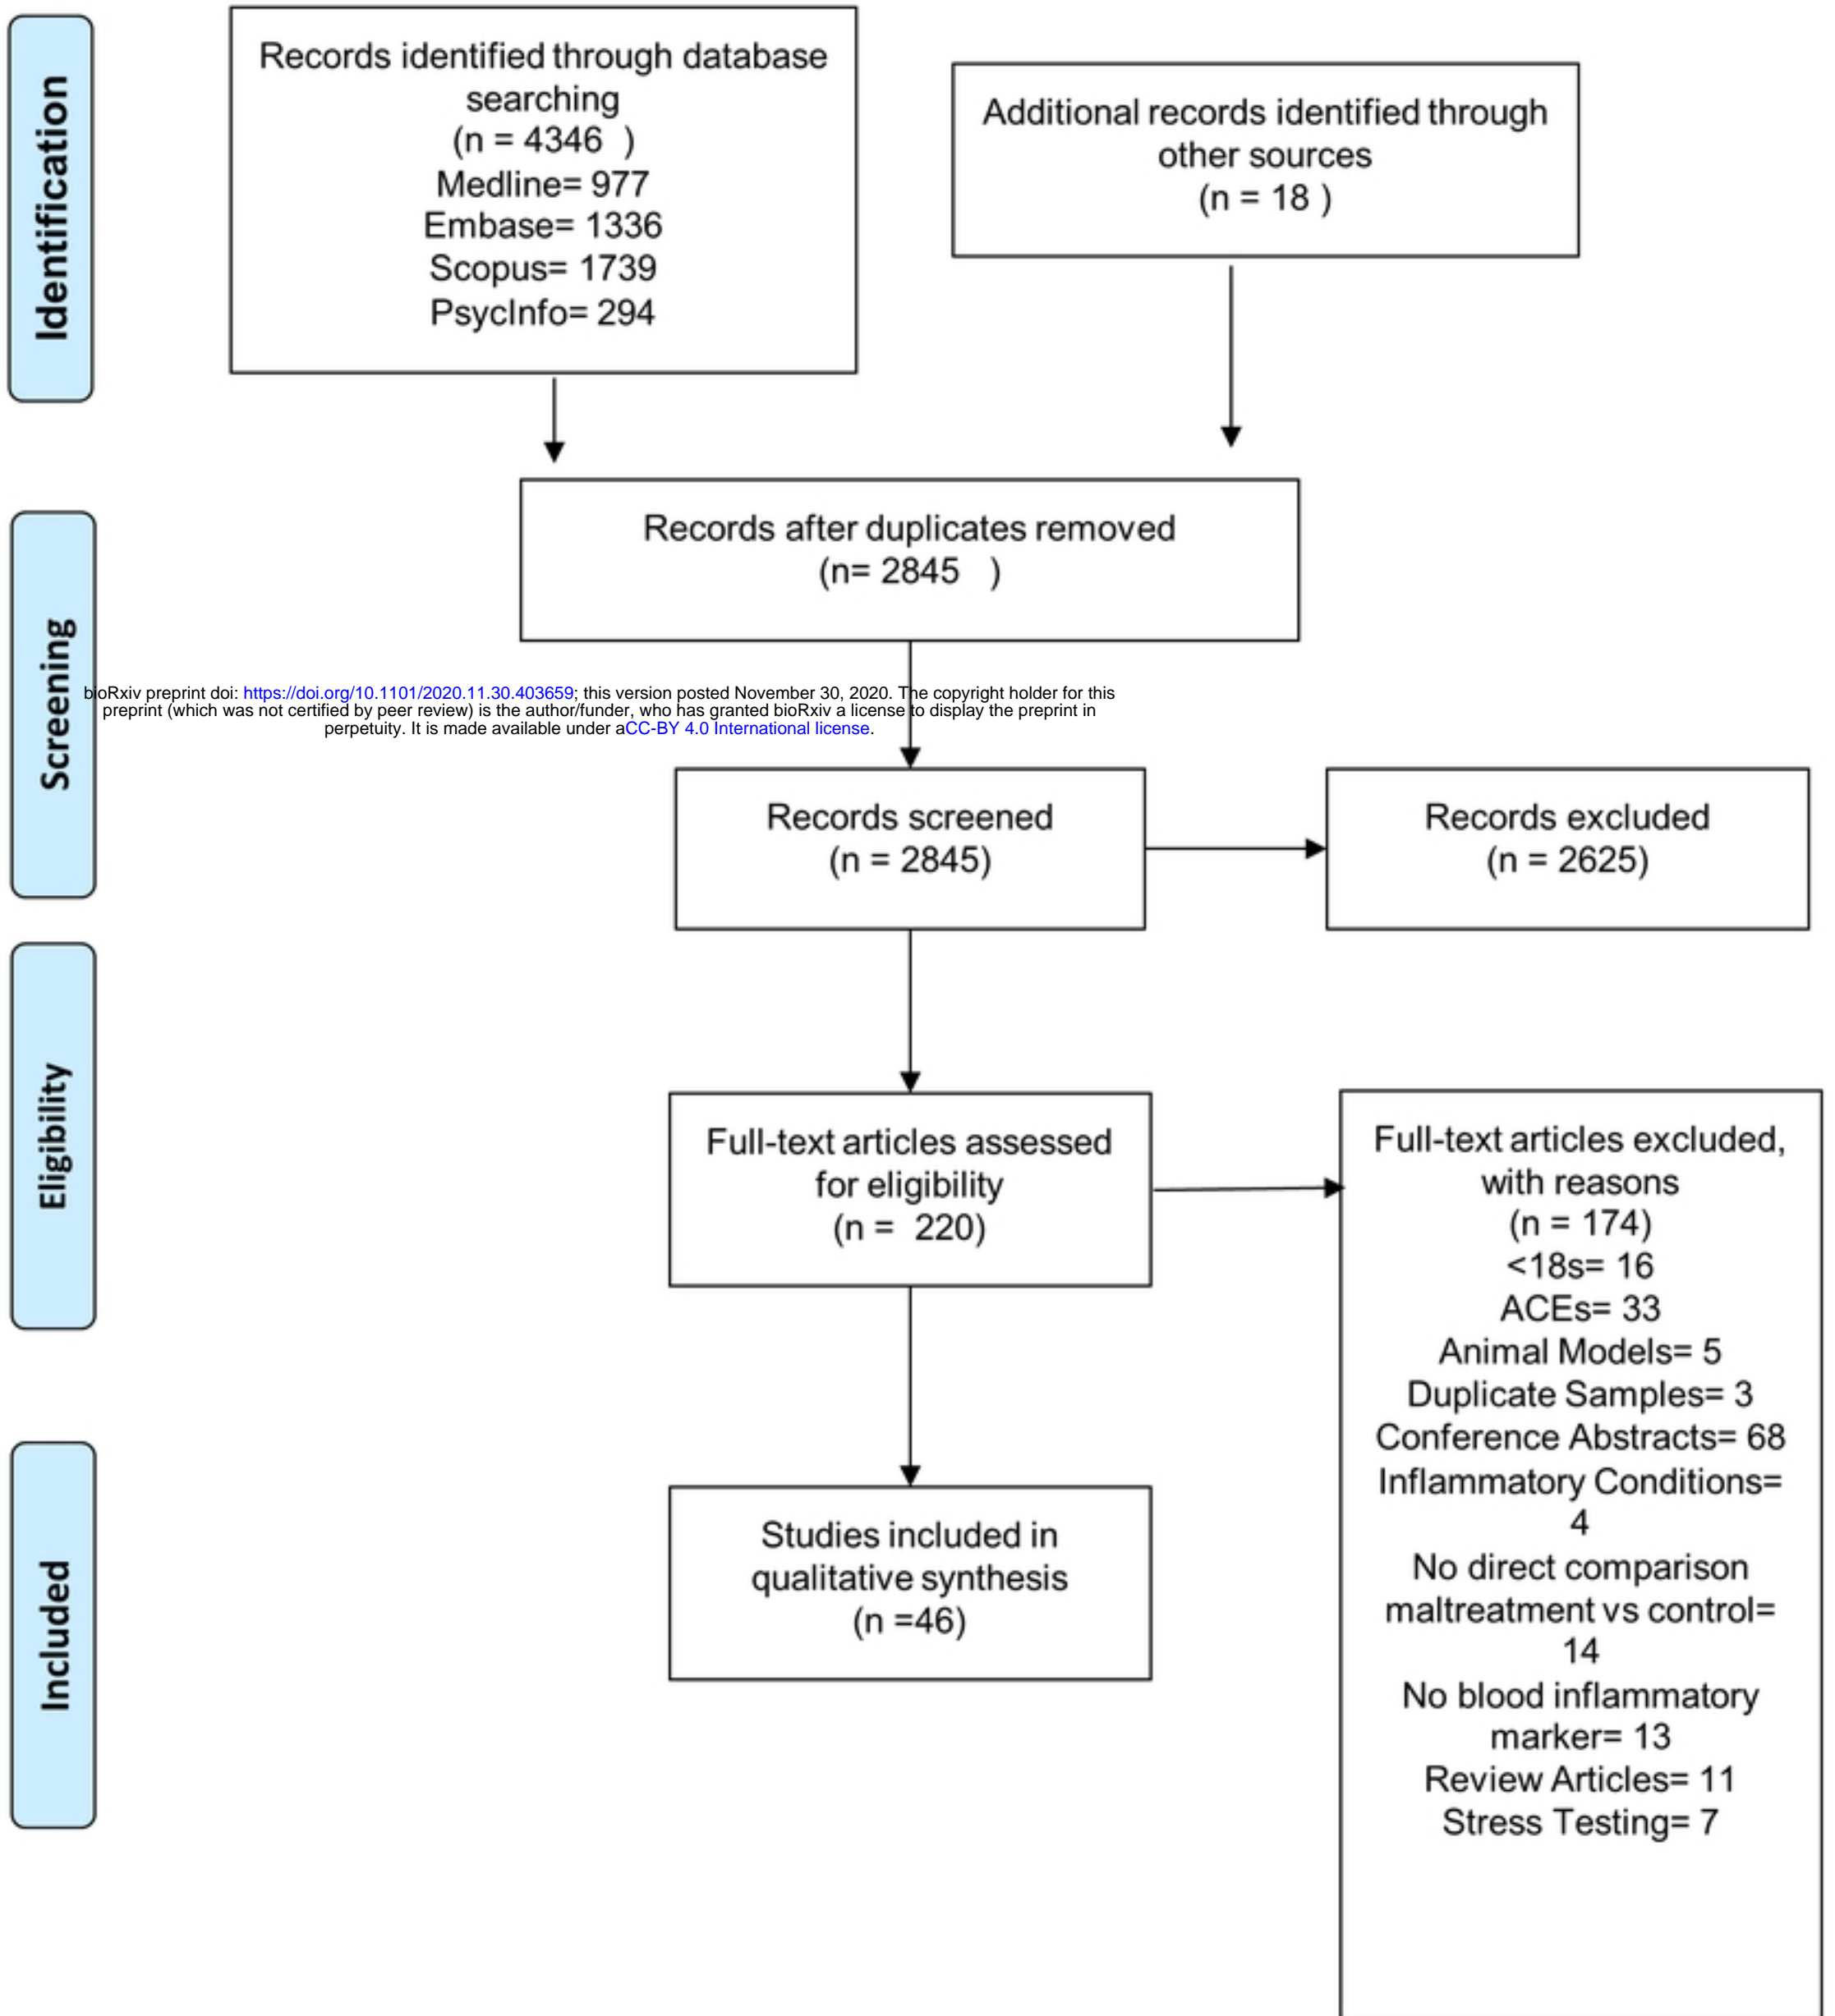 Identification
Records identified through database
searching
(n = 4346  )
Medline= 977
Embase= 1336
Scopus= 1739
PsycInfo= 294
Additional records identified through
other sources
(n = 18 )
Screening
Records after duplicates removed
(n= 2845   )
bioRxiv preprint doi: https://doi.org/10.1101/2020.11.30.403659; this version posted November 30, 2020. The copyright holder for this
preprint (which was not certified by peer review) is the author/funder, who has granted bioRxiv a license to display the preprint in
perpetuity. It is made available under aCC-BY 4.0 International license.
Records screened
(n = 2845)
Records excluded
(n = 2625)
Eligibility
Full-text articles assessed
for eligibility
(n =  220)
Full-text articles excluded,
with reasons
(n = 174)
<18s= 16
ACEs= 33
Animal Models= 5
Duplicate Samples= 3
Conference Abstracts= 68
Inflammatory Conditions=
4
No direct comparison
maltreatment vs control=
14
No blood inflammatory
marker= 13
Review Articles= 11
Stress Testing= 7
Included
Studies included in
qualitative synthesis
(n =46)